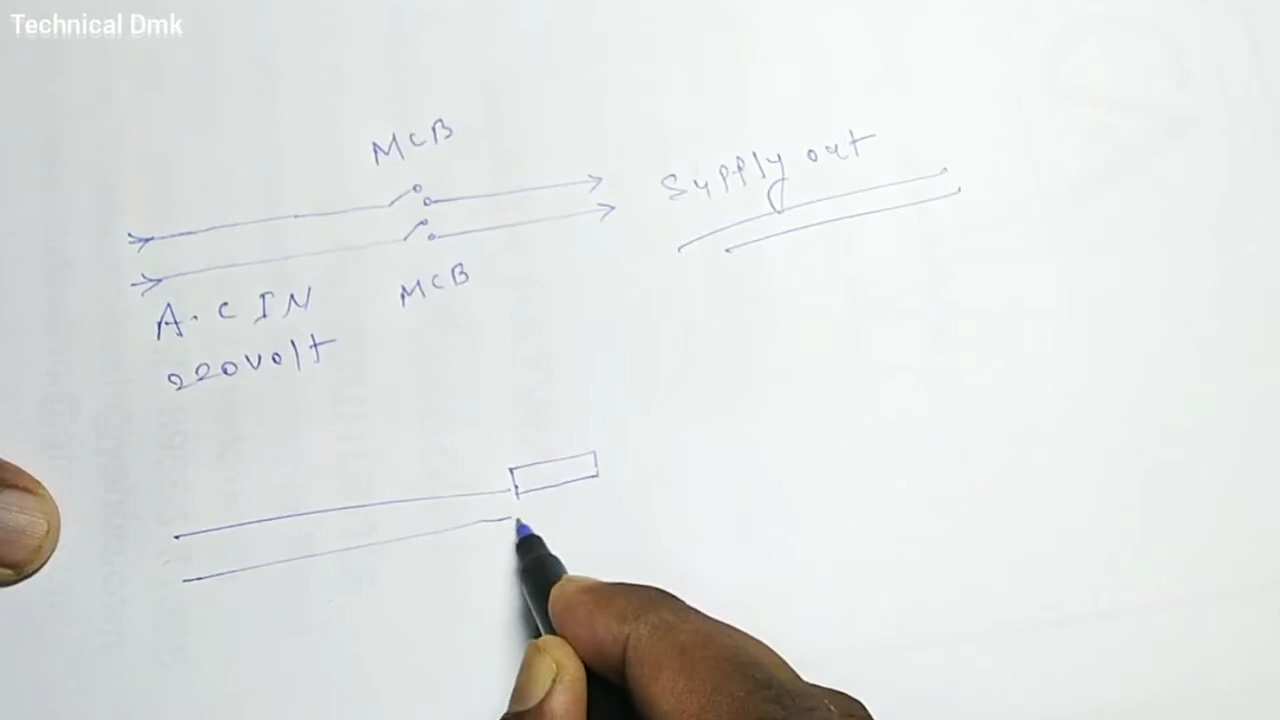 Technical Dmk
MCB
Supply out
MCB
A.C IN
220volt